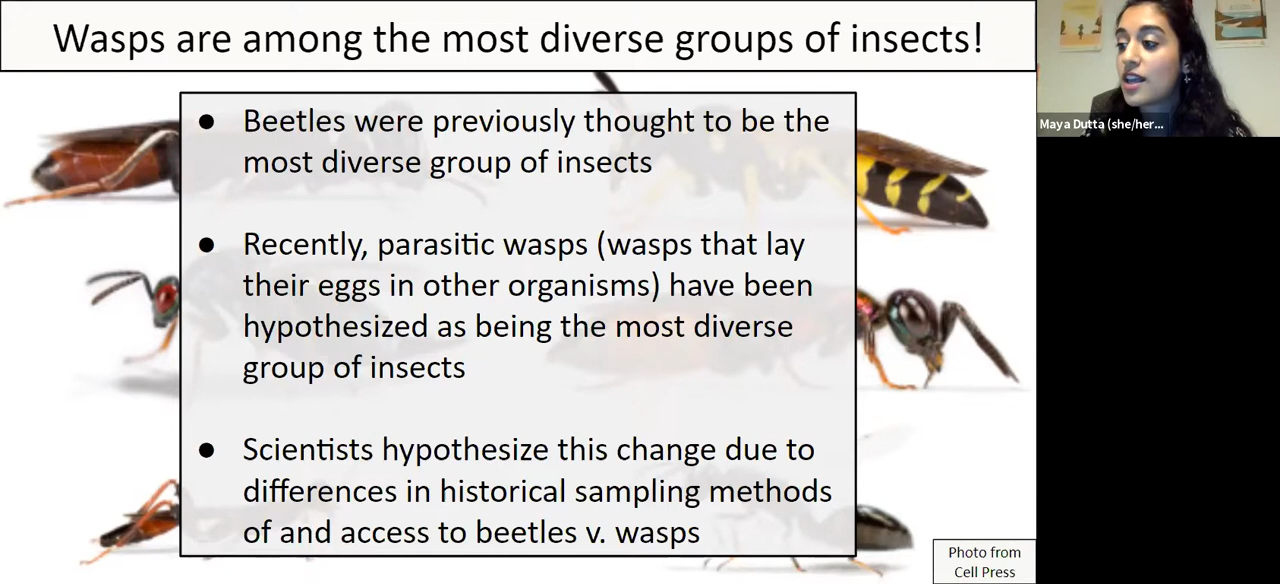 Wasps are among the most diverse groups of insects!
● Beetles were previously thought to be the
most diverse group of insects
● Recently, parasitic wasps (wasps that lay
their eggs in other organisms) have been
hypothesized as being the most diverse
group of insects
● Scientists hypothesize this change due to
differences in historical sampling methods
of and access to beetles v. wasps
Photo from
Cell Press
Maya Dutta (she/her...